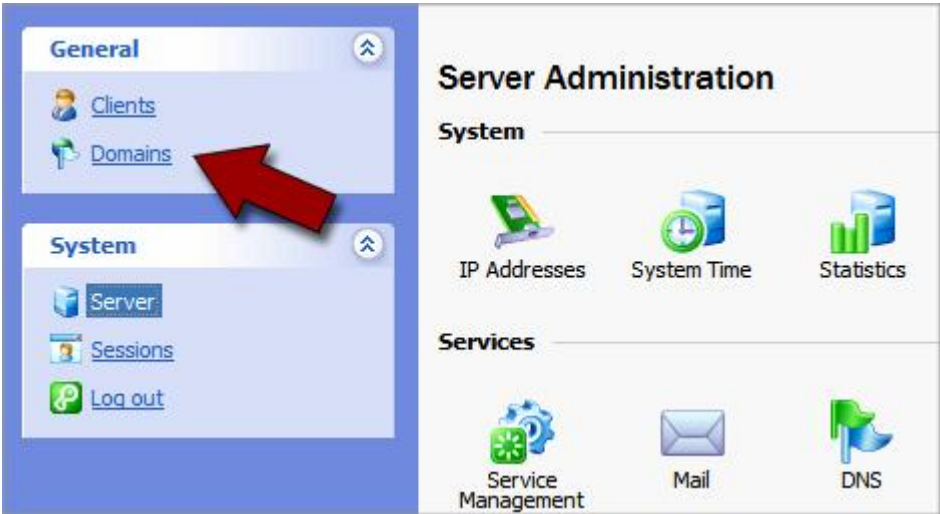 General
Clients
Domains
System
Server
Sessions
Log out
Server Administration
System
IP Addresses
System Time
Statistics
Services
Service
Management
Mail
DNS